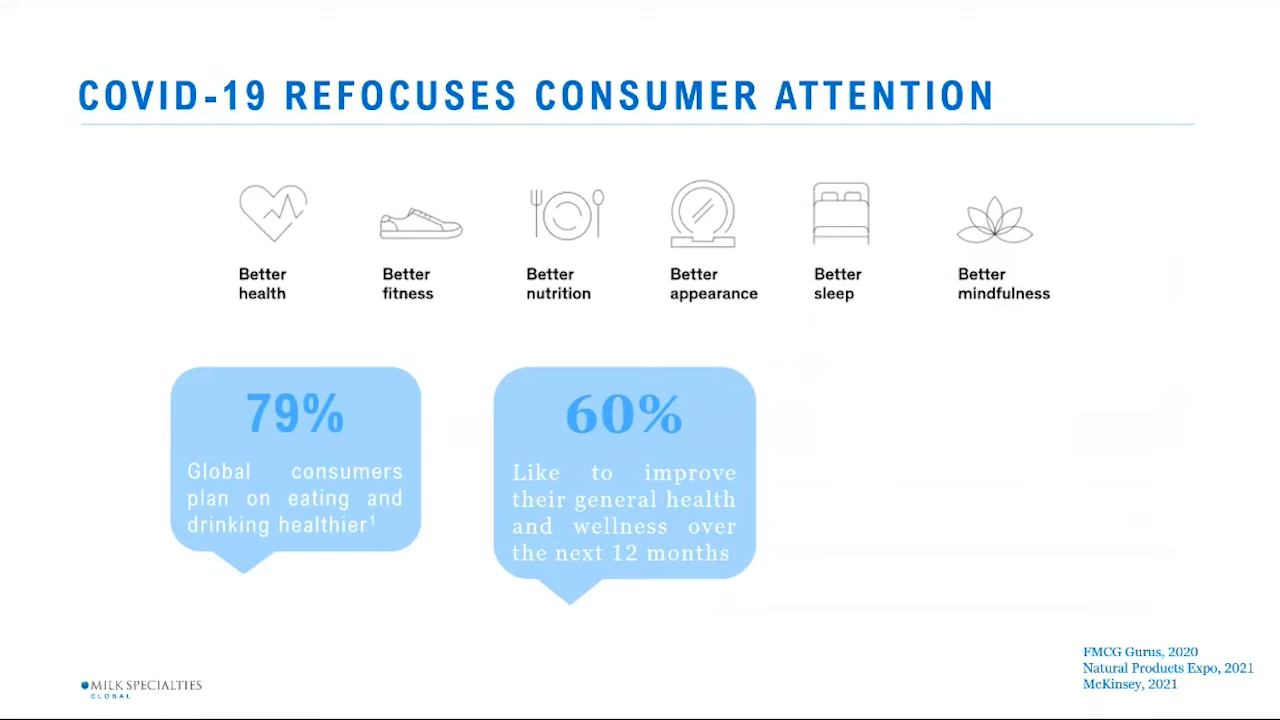 COVID-19 REFOCUSES CONSUMER ATTENTION
Better
health
Better
fitness
Better
nutrition
Better
appearance
Better
sleep
Better
mindfulness
79%
Global consumers
plan on eating and
drinking healthier¹
60%
Like to improve
their general health
and wellness over
the next 12 months
FMCG Gurus, 2020
Natural Products Expo, 2021
McKinsey, 2021
MILK SPECIALTIES
GLOBAL